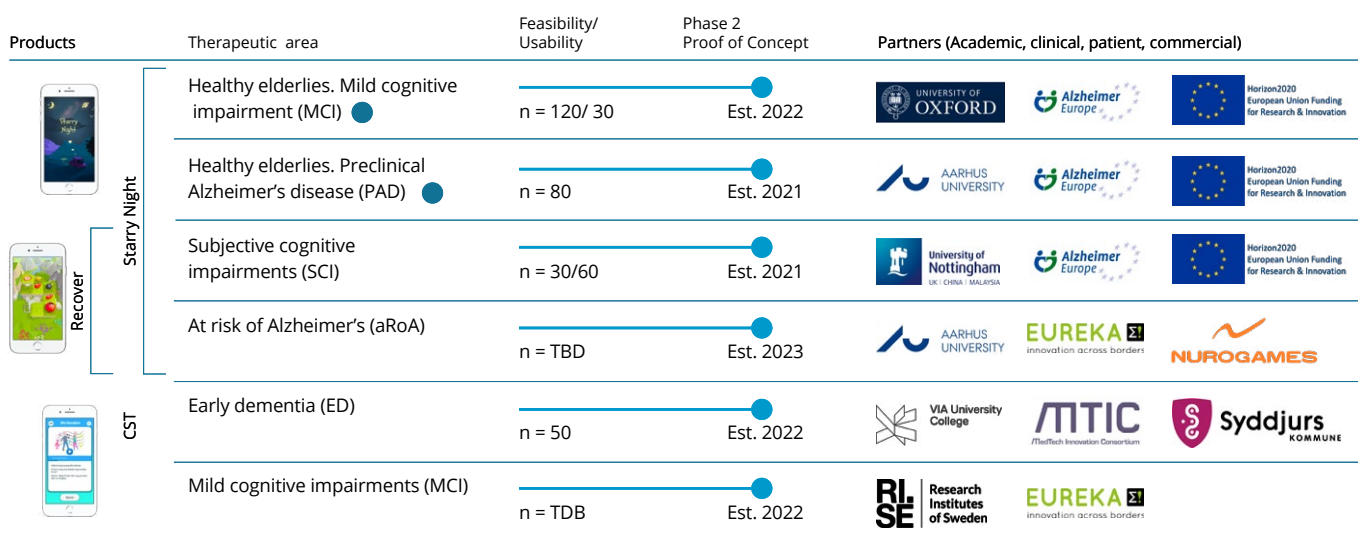 Products
Therapeutic area
Feasibility/
Usability
Phase 2
Proof of Concept
Partners (Academic, clinical, patient, commercial)
Starry
Night
Starry Night
Healthy elderlies. Mild cognitive
impairment (MCI)
n = 120/ 30
Est. 2022
UNIVERSITY OF
OXFORD
Alzheimer
Europe
Horizon2020
European Union Funding
for Research & Innovation
Healthy elderlies. Preclinical
Alzheimer's disease (PAD)
n = 80
Est. 2021
AARHUS
UNIVERSITY
Alzheimer
Europe
Horizon2020
European Union Funding
for Research & Innovation
Recover
Subjective cognitive
impairments (SCI)
n = 30/60
Est. 2021
University of
Nottingham
UK | CHINA | MALAYSIA
Alzheimer
Europe
Horizon2020
European Union Funding
for Research & Innovation
At risk of Alzheimer's (aRoA)
n = TBD
Est. 2023
AARHUS
UNIVERSITY
EUREKA Σ!
innovation across borders
NUROGAMES
CST
Early dementia (ED)
n = 50
Est. 2022
VIA University
College
MTIC
MedTech Innovation Consortium
Syddjurs
KOMMUNE
Mild cognitive impairments (MCI)
n = TDB
Est. 2022
RI.
SE
Research
Institutes
of Sweden
EUREKA Σ!
innovation across borders